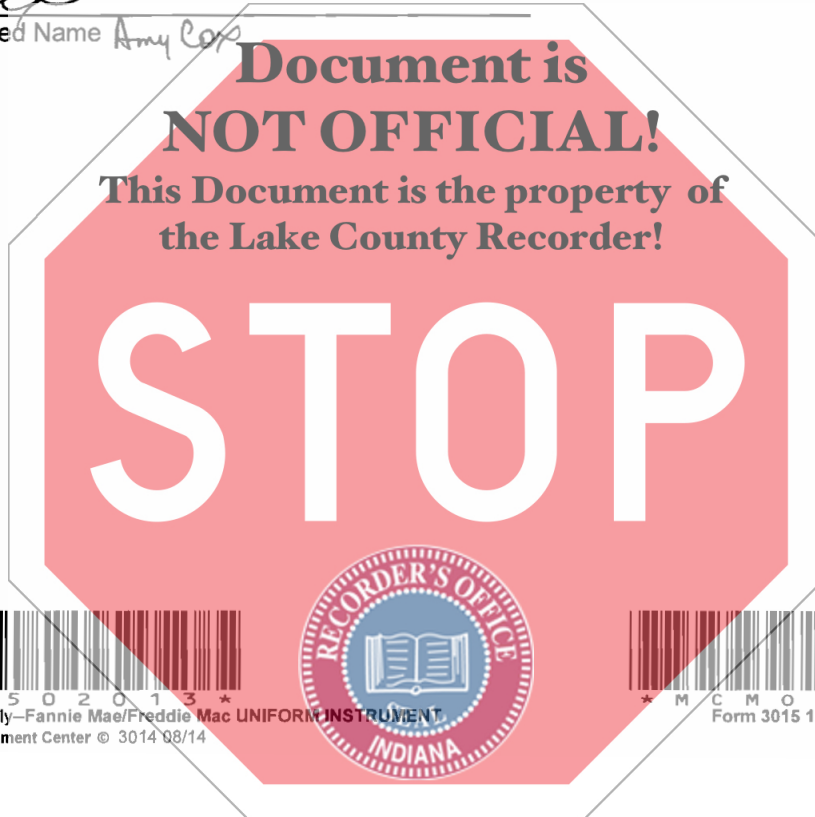 ed Name Amy Cox
Document is
NOT OFFICIAL!
This Document is the property of
the Lake County Recorder!
STOP
RECORDER'S OFFICE
SEAL
INDIANA
5 0 2 0 1 3 *
* M C M O
ly–Fannie Mae/Freddie Mac UNIFORM INSTRUMENT
Form 3015 1
ment Center © 3014 08/14